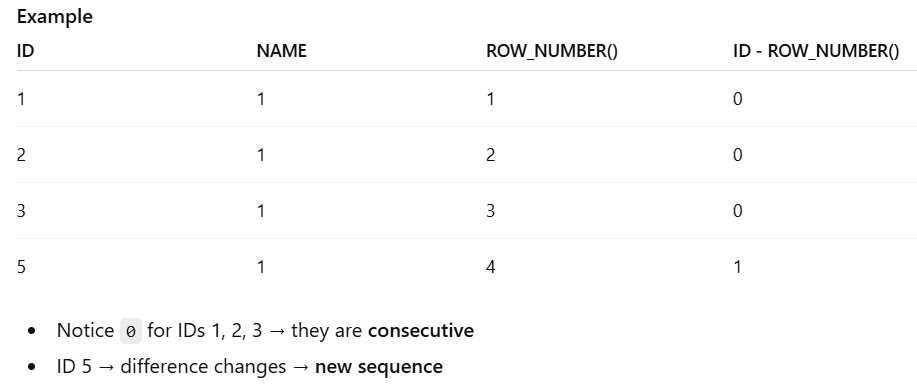 Example
ID NAME ROW_NUMBER() ID - ROW_NUMBER()
1 1 1 0
2 1 2 0
3 1 3 0
5 1 4 1
• Notice 0 for IDs 1, 2, 3 → they are consecutive
• ID 5 → difference changes → new sequence